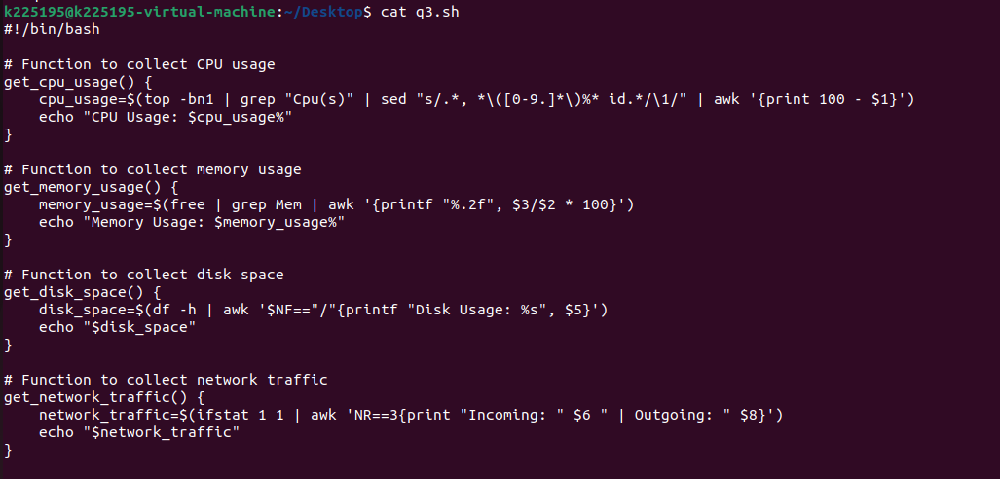 k225195@k225195-virtual-machine:~/Desktop$ cat q3.sh
#!/bin/bash
# Function to collect CPU usage
get_cpu_usage() {
    cpu_usage=$(top -bn1 | grep "Cpu(s)" | sed "s/.*, *\([0-9.]*\)%* id.*/\1/" | awk '{print 100 - $1}')
    echo "CPU Usage: $cpu_usage%"
}
# Function to collect memory usage
get_memory_usage() {
    memory_usage=$(free | grep Mem | awk '{printf "%.2f", $3/$2 * 100}')
    echo "Memory Usage: $memory_usage%"
}
# Function to collect disk space
get_disk_space() {
    disk_space=$(df -h | awk '$NF=="/"{printf "Disk Usage: %s", $5}')
    echo "$disk_space"
}
# Function to collect network traffic
get_network_traffic() {
    network_traffic=$(ifstat 1 1 | awk 'NR==3{print "Incoming: " $6 " | Outgoing: " $8}')
    echo "$network_traffic"
}